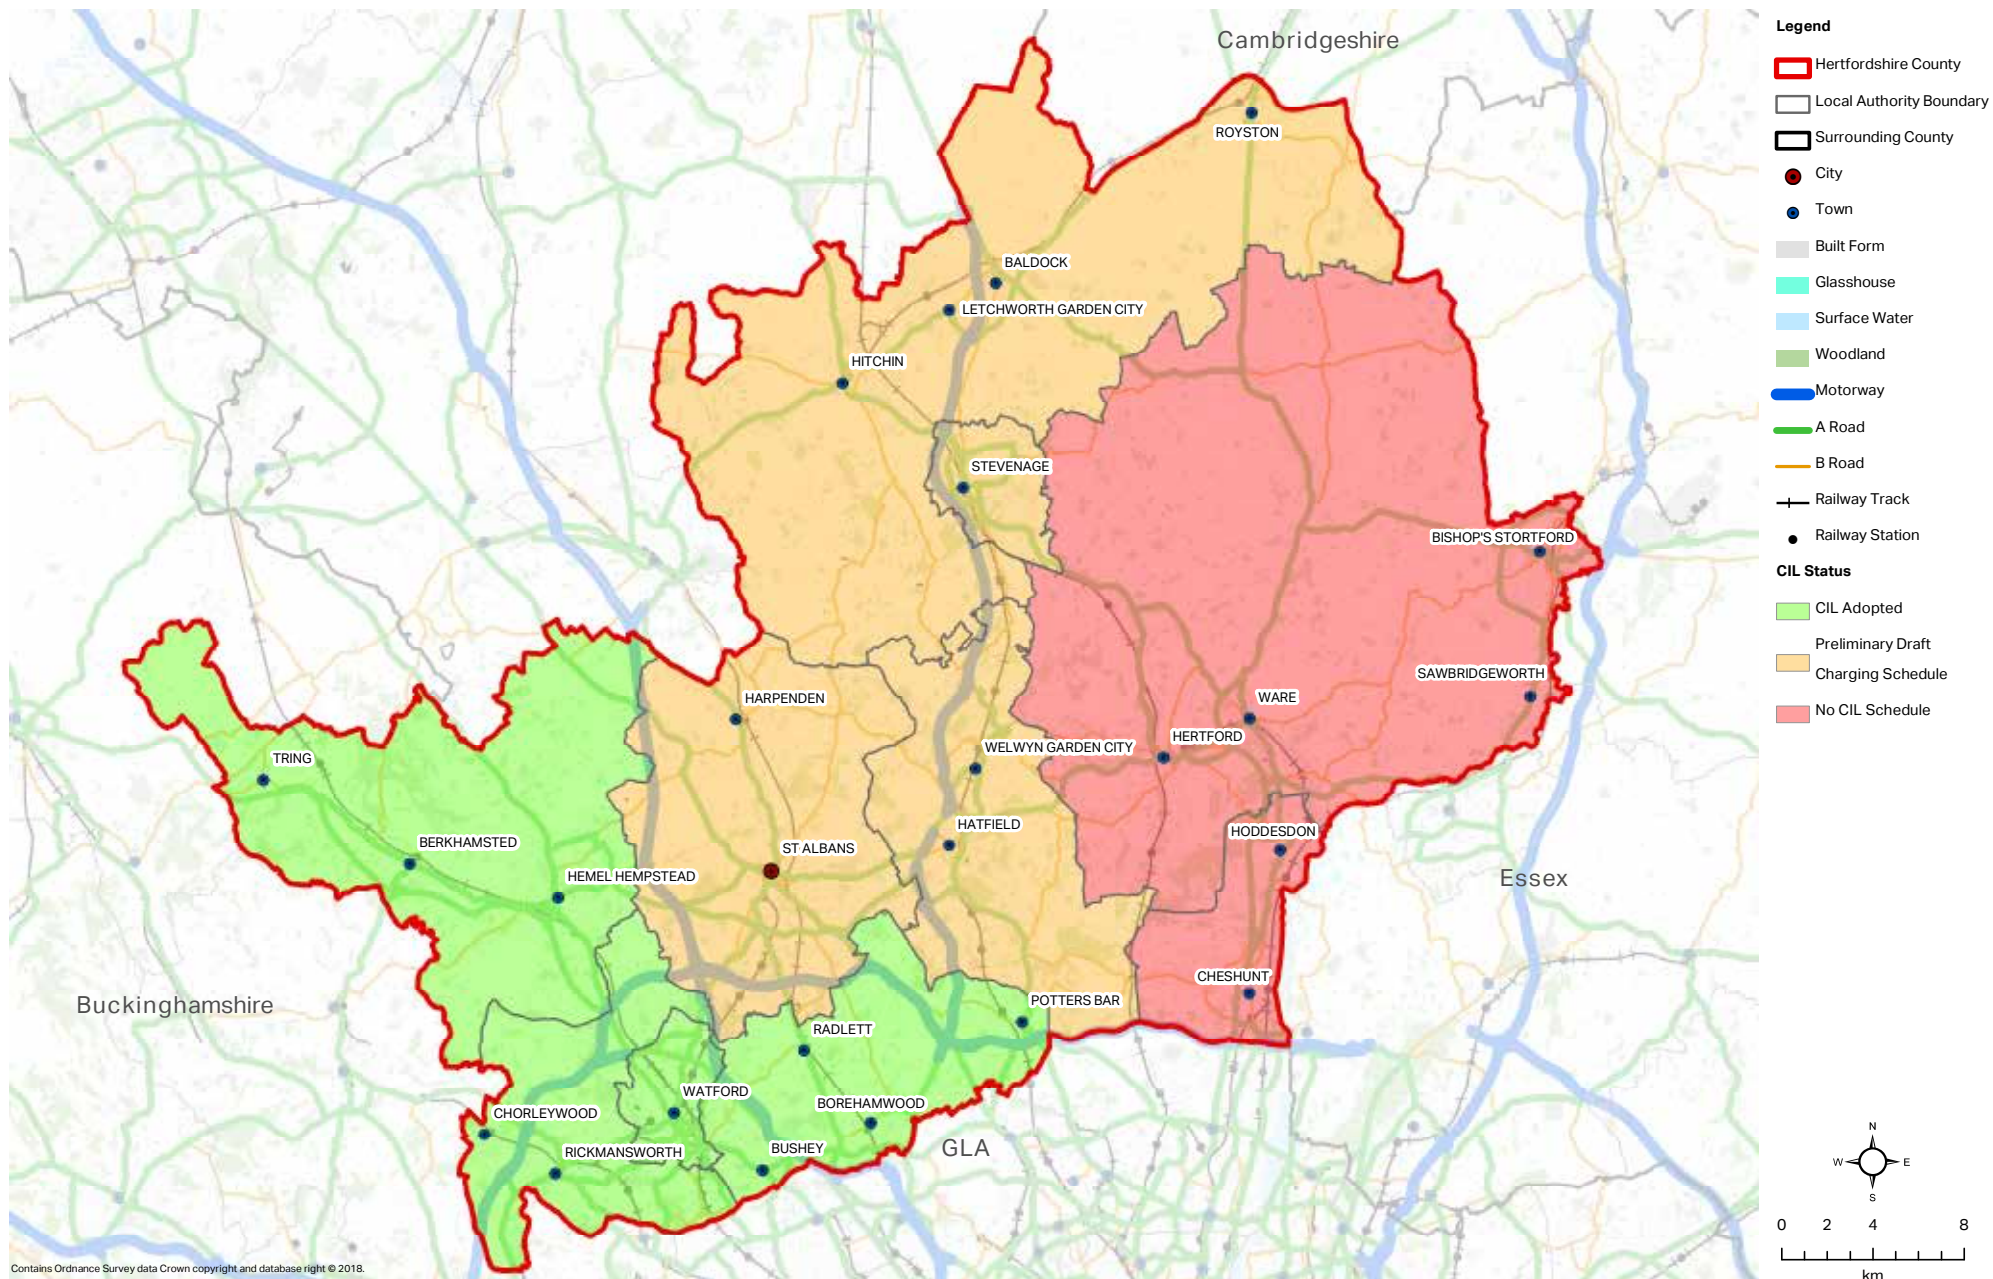 Cambridgeshire
ROYSTON
BALDOCK
LETCHWORTH GARDEN CITY
HITCHIN
STEVENAGE
BISHOP'S STORTFORD
SAWBRIDGEWORTH
HARPENDEN
WARE
HERTFORD
WELWYN GARDEN CITY
TRING
HATFIELD
HODDESDON
BERKHAMSTED
ST ALBANS
HEMEL HEMPSTEAD
Essex
CHESHUNT
Buckinghamshire
POTTERS BAR
RADLETT
WATFORD
BOREHAMWOOD
CHORLEYWOOD
BUSHEY
GLA
RICKMANSWORTH
Contains Ordnance Survey data Crown copyright and database right © 2018.
Legend
Hertfordshire County
Local Authority Boundary
Surrounding County
City
Town
Built Form
Glasshouse
Surface Water
Woodland
Motorway
A Road
B Road
Railway Track
Railway Station
CIL Status
CIL Adopted
Preliminary Draft
Charging Schedule
No CIL Schedule
N
W E
S
0 2 4 8
km